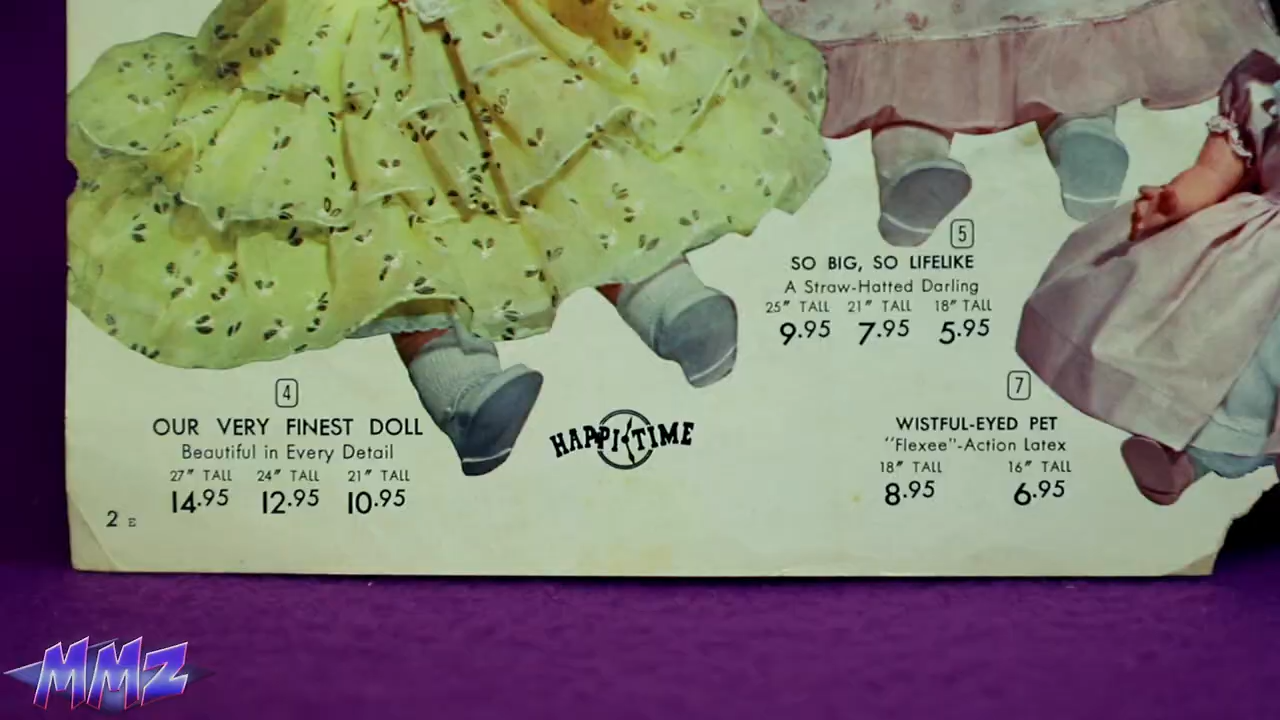 5
SO BIG, SO LIFELIKE
A Straw-Hatted Darling
25" TALL 21" TALL 18" TALL
9.95 7.95 5.95
4
OUR VERY FINEST DOLL
Beautiful in Every Detail
27" TALL 24" TALL 21" TALL
14.95 12.95 10.95
HAPPI TIME
7
WISTFUL-EYED PET
"Flexee"-Action Latex
18" TALL 16" TALL
8.95 6.95
2 E
MMZ